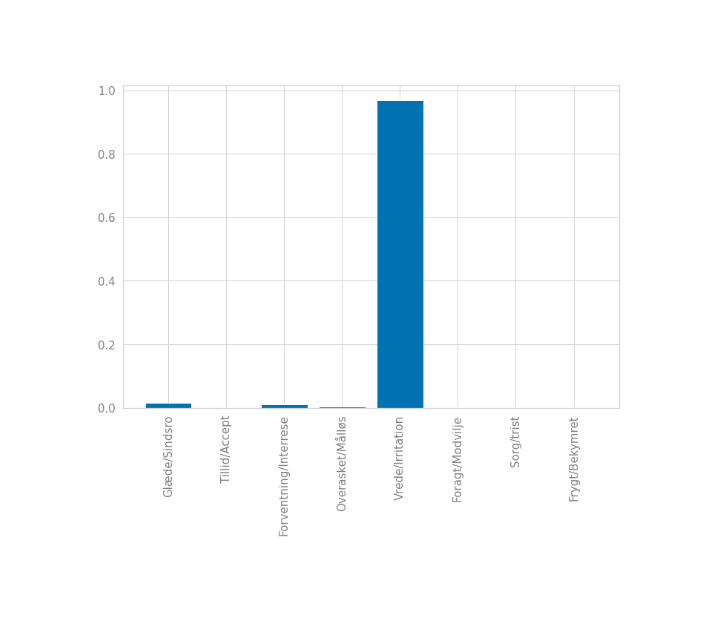 1.0
0.8
0.6
0.4
0.2
0.0
Glæde/Sindsro
Tillid/Accept
Forventning/Interrese
Overasket/Målløs
Vrede/Irritation
Foragt/Modvilje
Sorg/trist
Frygt/Bekymret